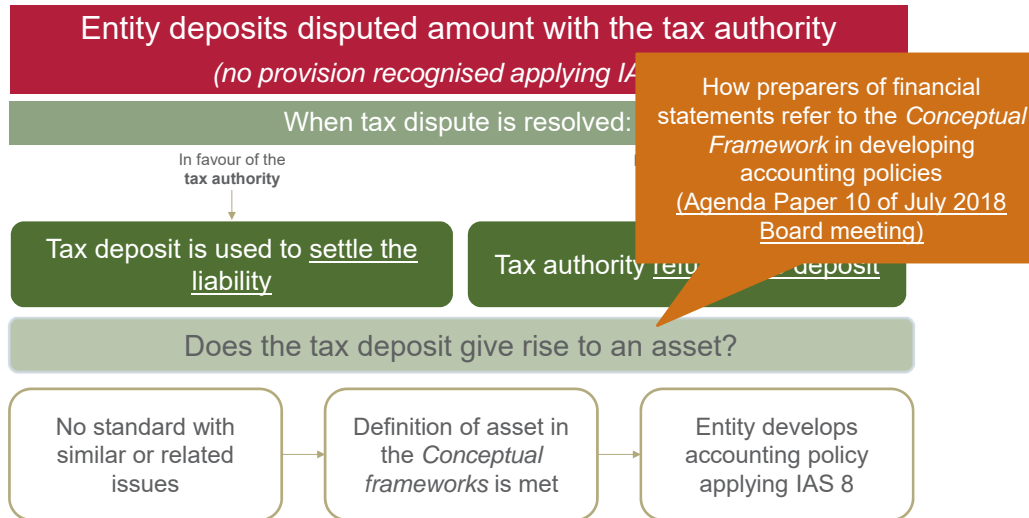 Entity deposits disputed amount with the tax authority
(no provision recognised applying IA
When tax dispute is resolved:
In favour of the
tax authority
Tax deposit is used to settle the
liability
Tax authority refu deposit
How preparers of financial
statements refer to the Conceptual
Framework in developing
accounting policies
(Agenda Paper 10 of July 2018
Board meeting)
Does the tax deposit give rise to an asset?
No standard with
similar or related
issues
Definition of asset in
the Conceptual
frameworks is met
Entity develops
accounting policy
applying IAS 8